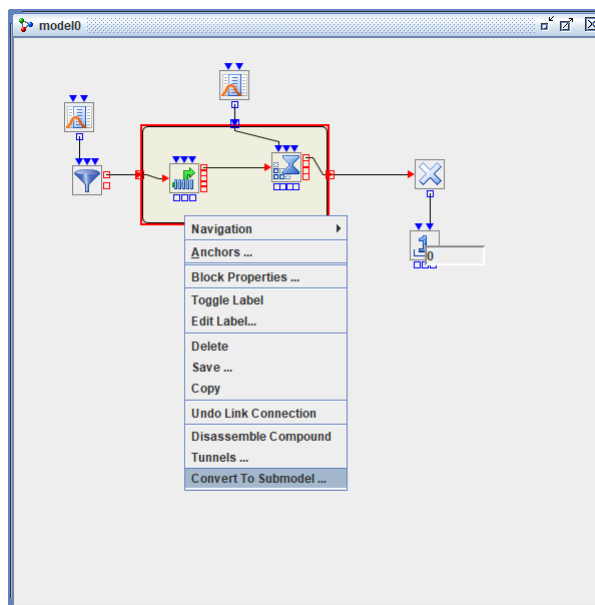 model0
0
Navigation
Anchors ...
Block Properties ...
Toggle Label
Edit Label...
Delete
Save ...
Copy
Undo Link Connection
Disassemble Compound
Tunnels ...
Convert To Submodel ...